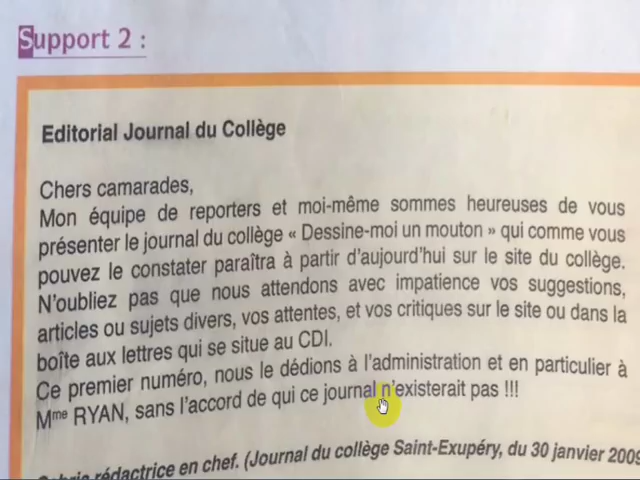 Support 2 :
Editorial Journal du Collège
Chers camarades,
Mon équipe de reporters et moi-même sommes heureuses de vous
présenter le journal du collège « Dessine-moi un mouton » qui comme vous
pouvez le constater paraîtra à partir d'aujourd'hui sur le site du collège.
N'oubliez pas que nous attendons avec impatience vos suggestions,
articles ou sujets divers, vos attentes, et vos critiques sur le site ou dans la
boîte aux lettres qui se situe au CDI.
Ce premier numéro, nous le dédions à l'administration et en particulier à
Mme RYAN, sans l'accord de qui ce journal n'existerait pas !!!
rédactrice en chef. (Journal du collège Saint-Exupéry, du 30 janvier 2009